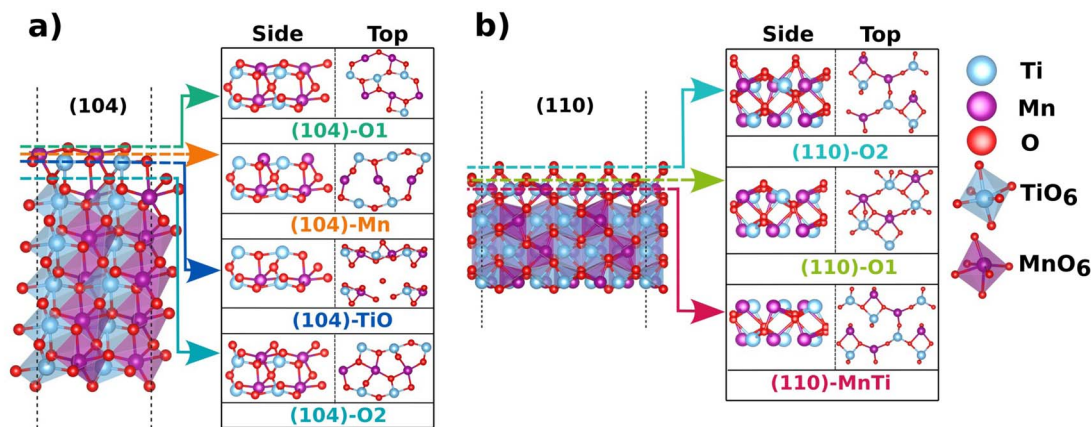 a)
Side Top
(104)
(104)-O1
(104)-Mn
(104)-TiO
(104)-O2
b)
Side Top
(110)
(110)-O2
(110)-O1
(110)-MnTi
Ti
Mn
O
TiO6
MnO6